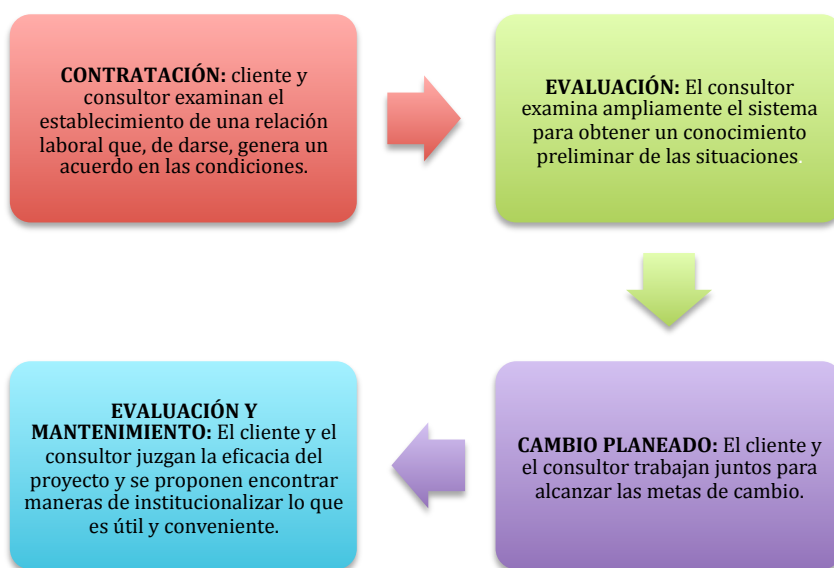 CONTRATACIÓN: cliente y
consultor examinan el
establecimiento de una relación
laboral que, de darse, genera un
acuerdo en las condiciones.
EVALUACIÓN: El consultor
examina ampliamente el sistema
para obtener un conocimiento
preliminar de las situaciones.
CAMBIO PLANEADO: El cliente y
el consultor trabajan juntos para
alcanzar las metas de cambio.
EVALUACIÓN Y
MANTENIMIENTO: El cliente y el
consultor juzgan la eficacia del
proyecto y se proponen encontrar
maneras de institucionalizar lo que
es útil y conveniente.